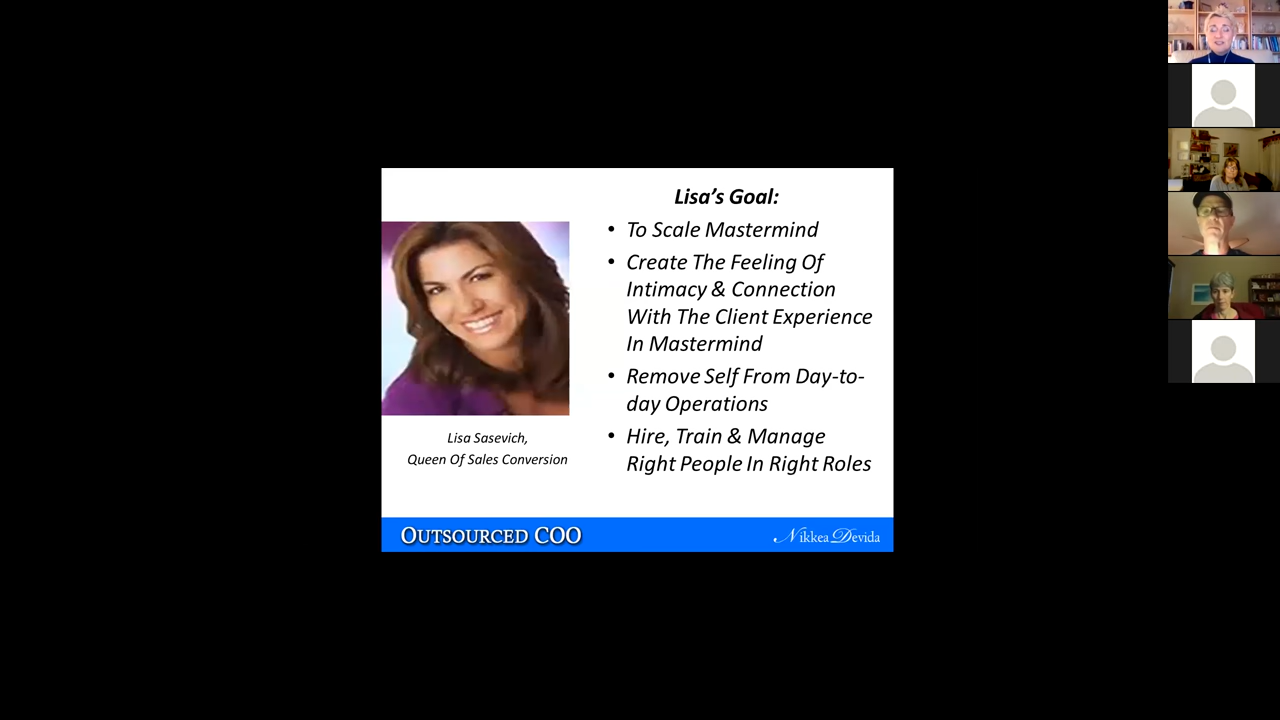 Lisa's Goal:
• To Scale Mastermind
• Create The Feeling Of
Intimacy & Connection
With The Client Experience
In Mastermind
• Remove Self From Day-to-
day Operations
• Hire, Train & Manage
Right People In Right Roles
Lisa Sasevich,
Queen Of Sales Conversion
OUTSOURCED COO
Nikkea Devida